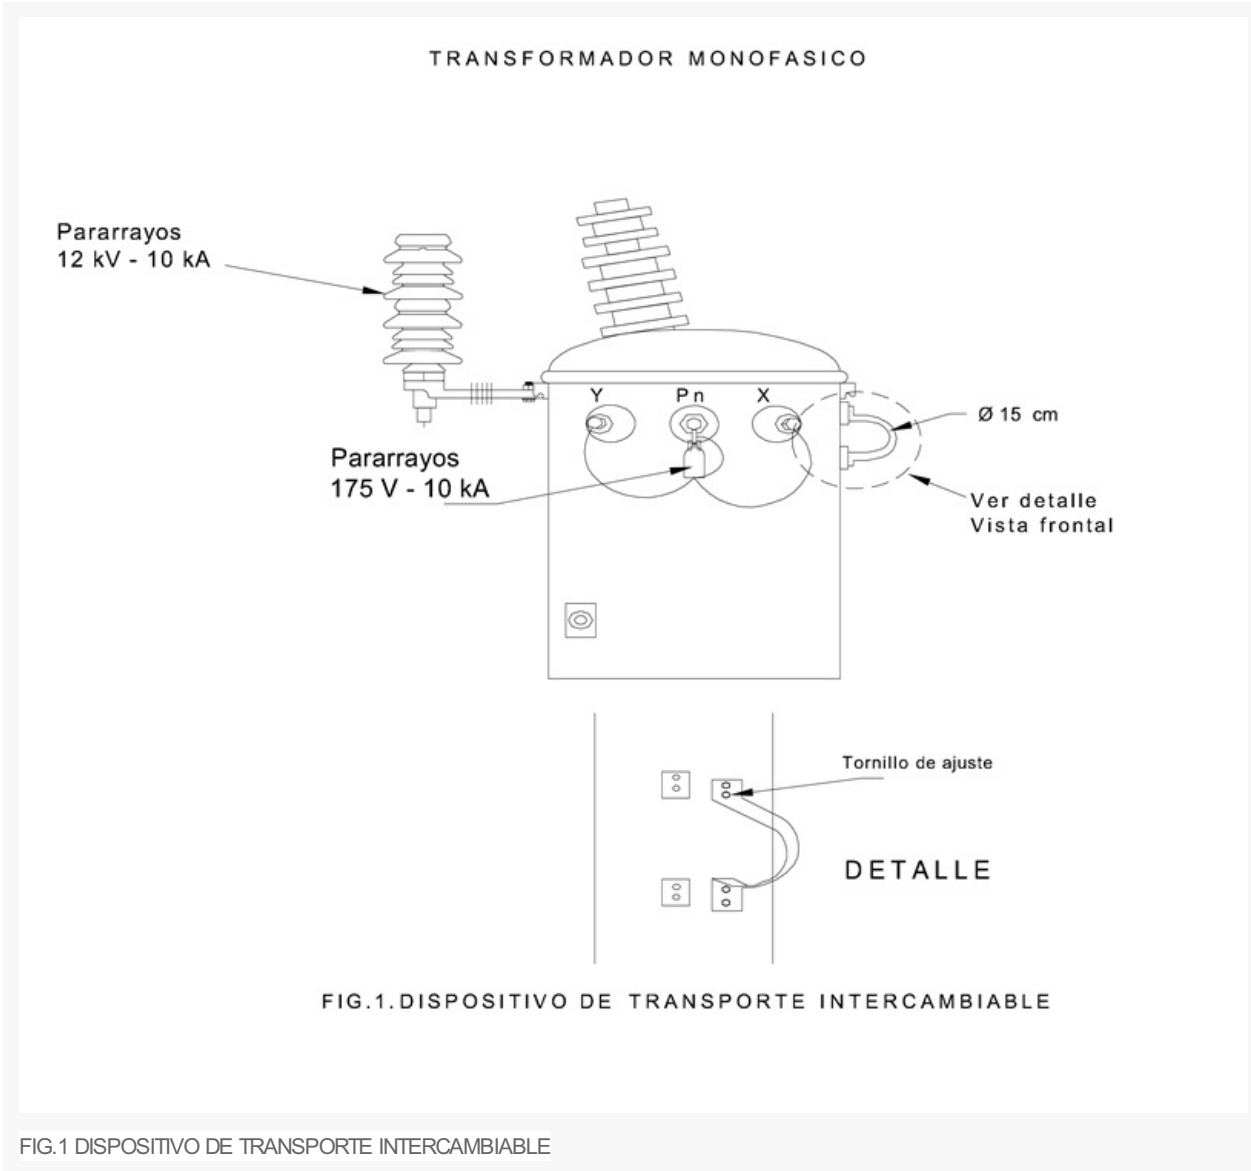 TRANSFORMADOR MONOFASICO
Pararrayos
12 kV - 10 kA
Y
Pn
X
Ø 15 cm
Pararrayos
175 V - 10 kA
Ver detalle
Vista frontal
Tornillo de ajuste
DETALLE
FIG.1.DISPOSITIVO DE TRANSPORTE INTERCAMBIABLE
FIG.1 DISPOSITIVO DE TRANSPORTE INTERCAMBIABLE